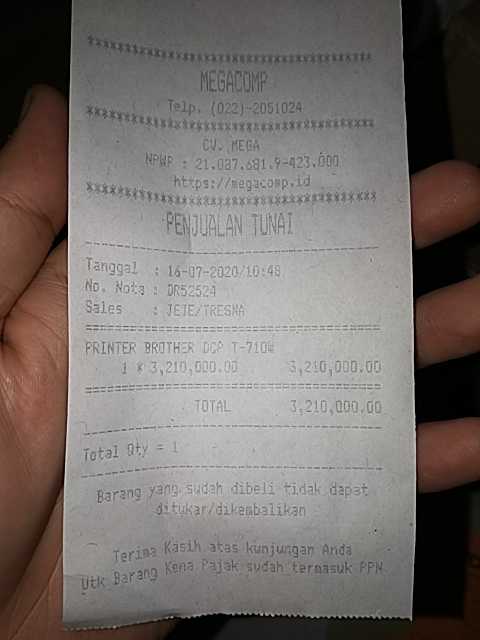 ****************************************
MEGACOMP
Telp. (022)-2051024
****************************************
CV. MEGA
NPWP : 21.087.681.9-423.000
https://megacomp.id
****************************************
PENJUALAN TUNAI
----------------------------------------
Tanggal : 16-07-2020/10:48
No. Nota : DR52524
Sales : JEJE/TRESNA
========================================
PRINTER BROTHER DCP T-710W
1 * 3,210,000.00 3,210,000.00
========================================
TOTAL 3,210,000.00
----------------------------------------
Total Qty = 1
----------------------------------------
Barang yang sudah dibeli tidak dapat
ditukar/dikembalikan
Terima Kasih atas kunjungan Anda
Utk Barang Kena Pajak sudah termasuk PPN